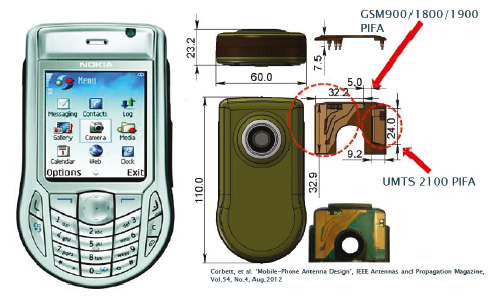 GSM900/1800/1900
PIFA
23.2
60.0
7.5
5.0
32.2
24.0
9.2
32.9
110.0
UMTS 2100 PIFA
NOKIA
Menu
Messaging Contacts Log
Gallery Camera Media
Calendar Web Clock
Options Exit
Corbett, et al. 'Mobile-Phone Antenna Design', IEEE Antennas and Propagation Magazine,
Vol.54, No.4, Aug.2012